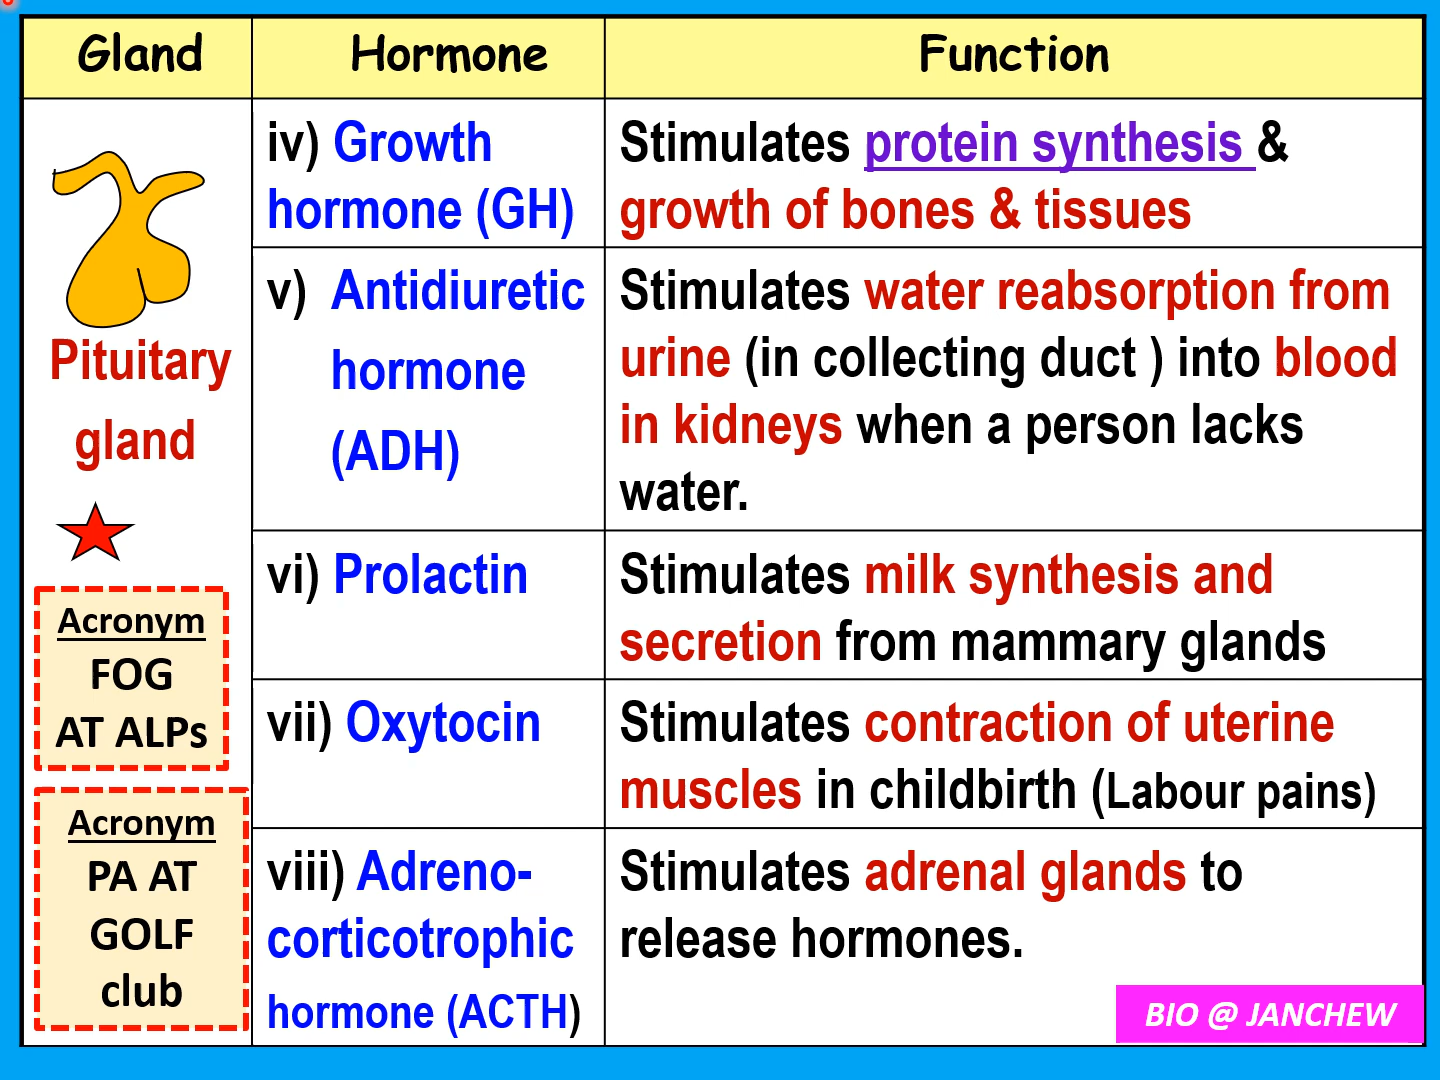 Gland Hormone Function
iv) Growth
hormone (GH)
Stimulates protein synthesis &
growth of bones & tissues
Pituitary
gland
v) Antidiuretic
hormone
(ADH)
Stimulates water reabsorption from
urine (in collecting duct ) into blood
in kidneys when a person lacks
water.
vi) Prolactin
Stimulates milk synthesis and
secretion from mammary glands
Acronym
FOG
AT ALPs
vii) Oxytocin
Stimulates contraction of uterine
muscles in childbirth (Labour pains)
Acronym
PA AT
GOLF
club
viii) Adreno-
corticotrophic
hormone (ACTH)
Stimulates adrenal glands to
release hormones.
BIO @ JANCHEW